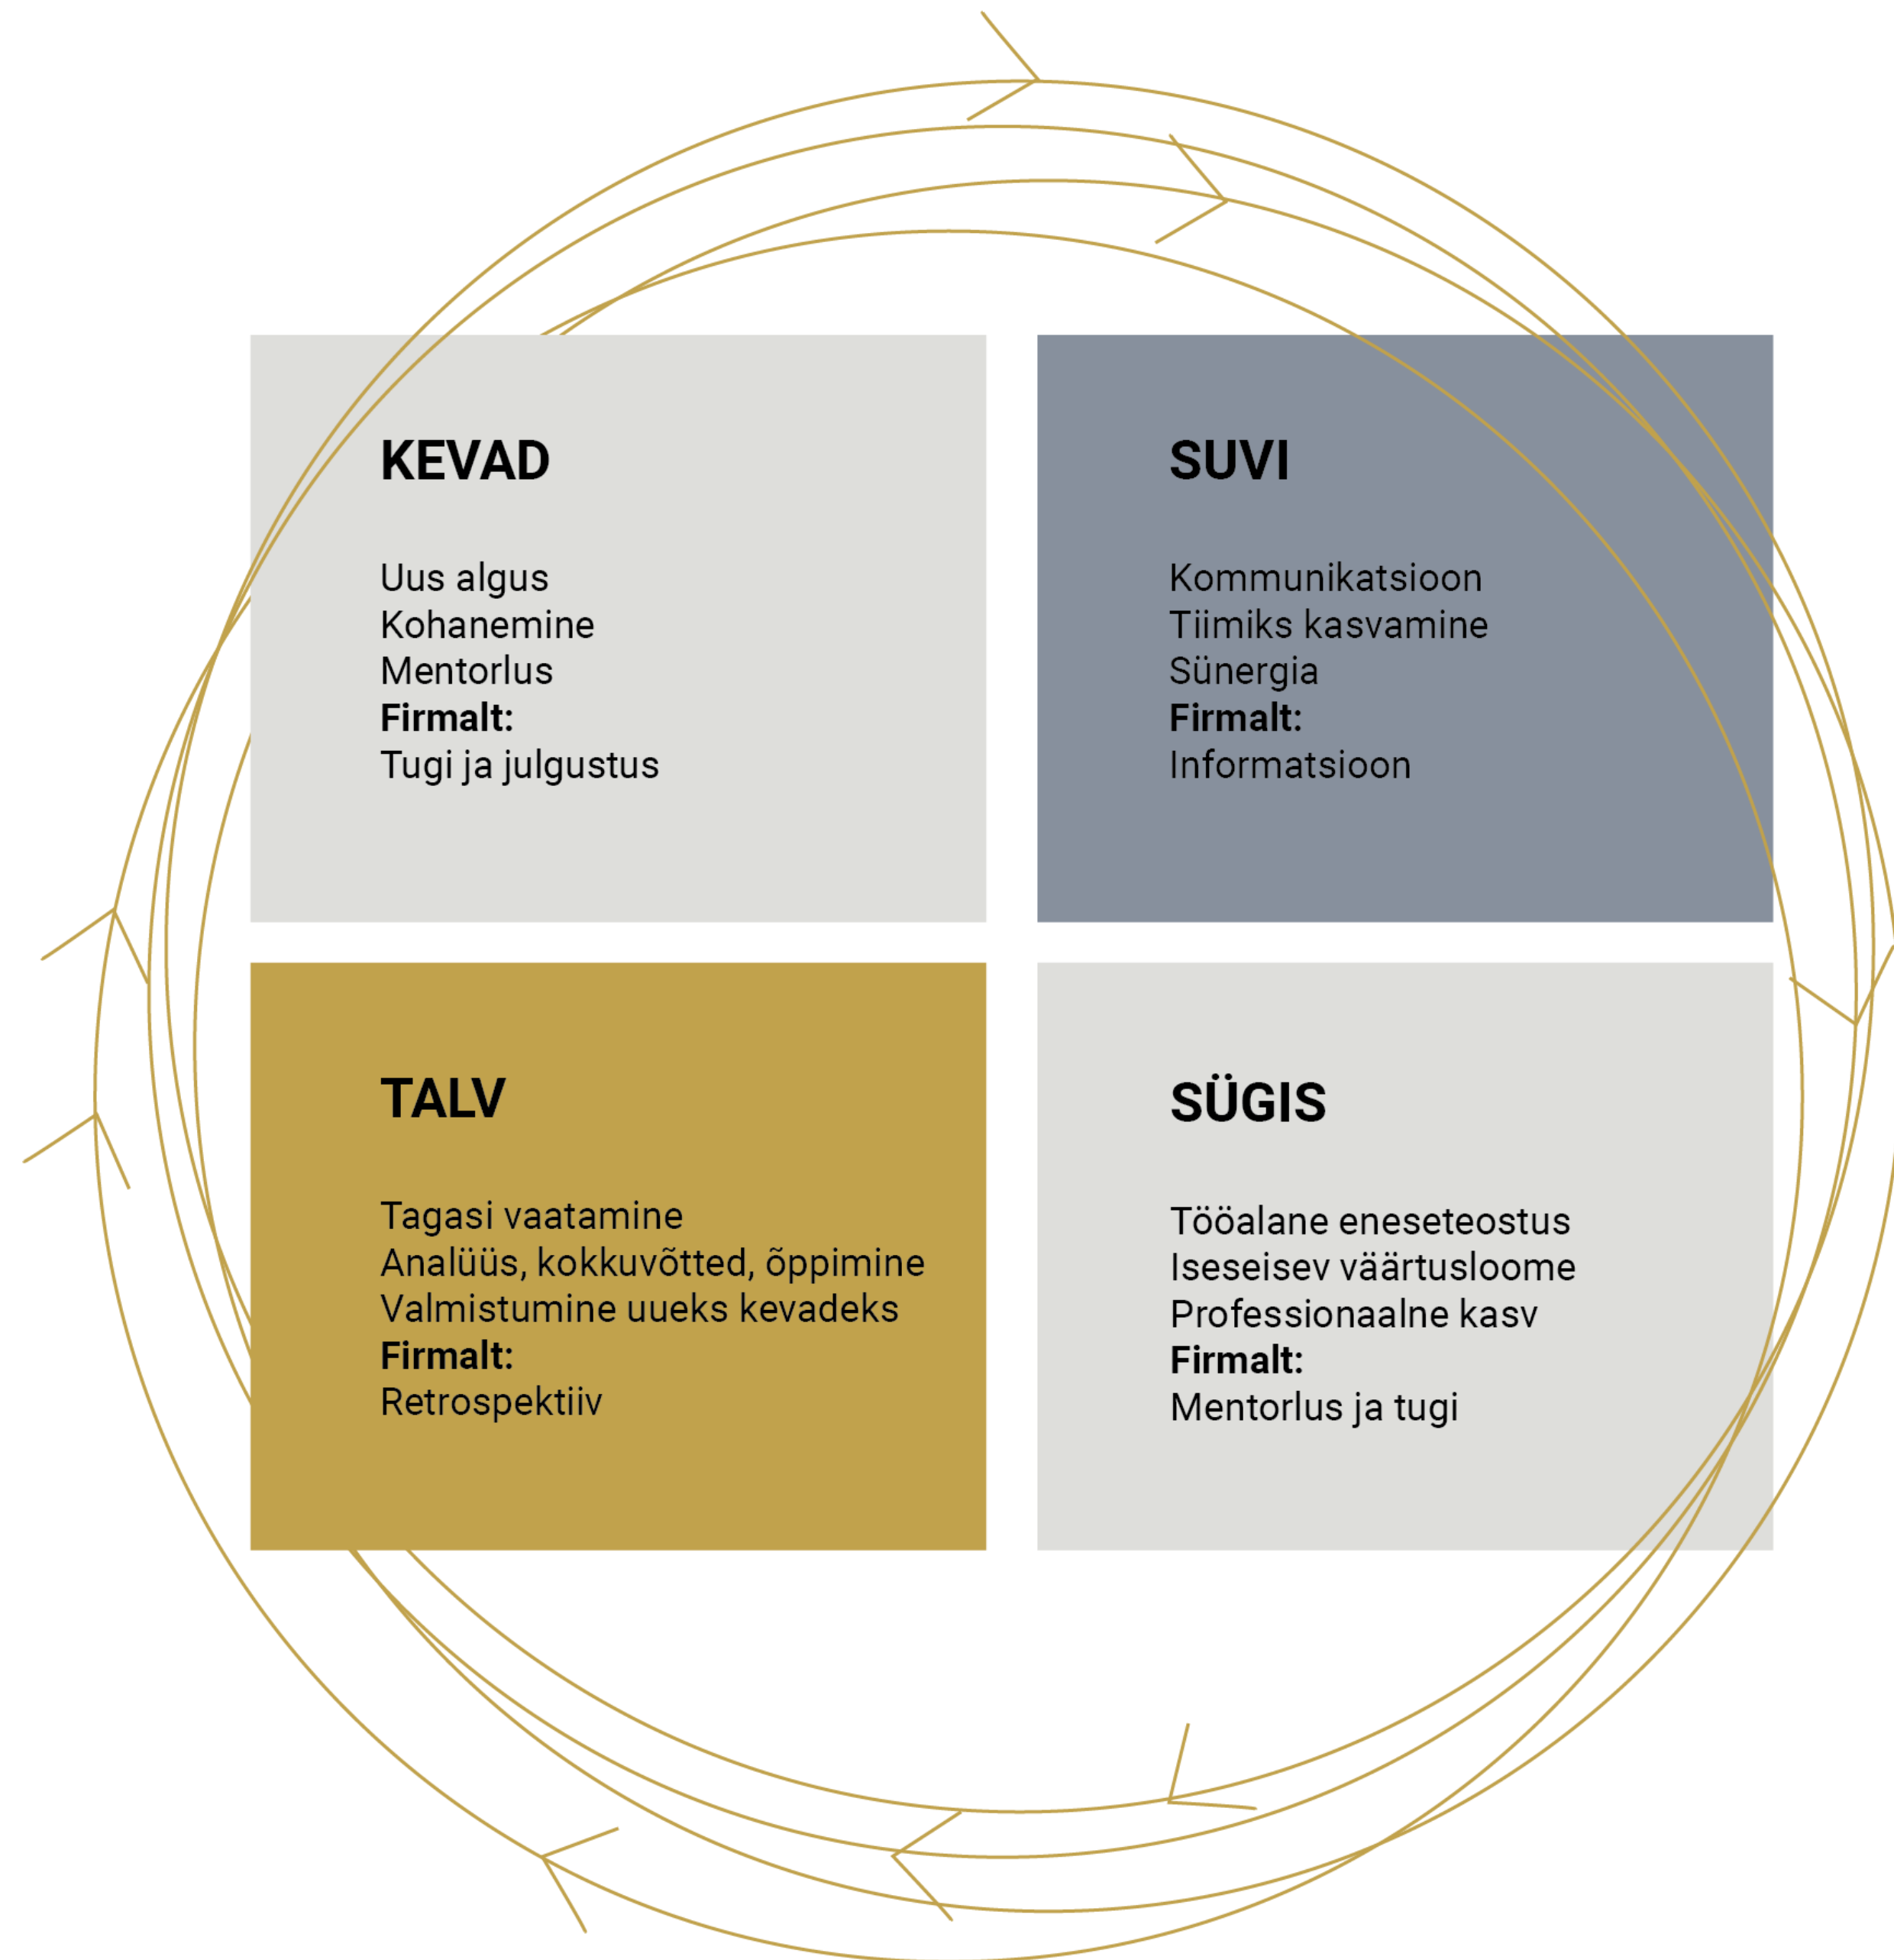 KEVAD
Uus algus
Kohanemine
Mentorlus
Firmalt:
Tugi ja julgustus
SUVI
Kommunikatsioon
Tiimiks kasvamine
Sünergia
Firmalt:
Informatsioon
TALV
Tagasi vaatamine
Analüüs, kokkuvõtted, õppimine
Valmistumine uueks kevadeks
Firmalt:
Retrospektiiv
SÜGIS
Tööalane eneseteostus
Iseseisev väärtusloome
Professionaalne kasv
Firmalt:
Mentorlus ja tugi